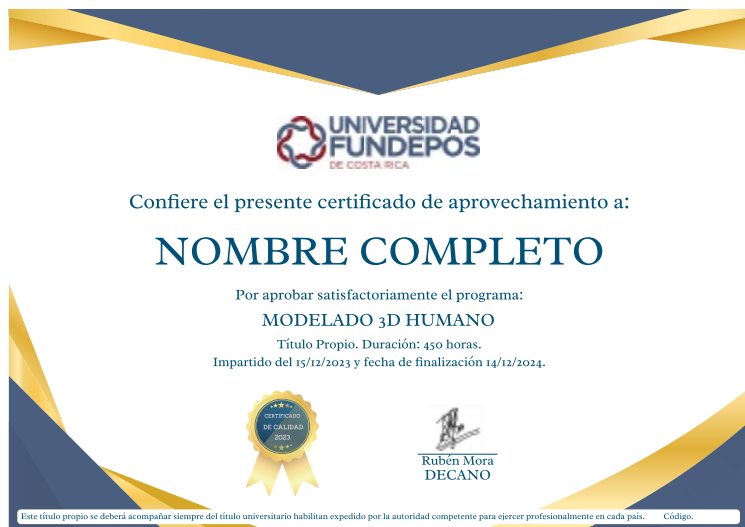 UNIVERSIDAD
FUNDEPOS
DE COSTA RICA
Confiere el presente certificado de aprovechamiento a:
NOMBRE COMPLETO
Por aprobar satisfactoriamente el programa:
MODELADO 3D HUMANO
Título Propio. Duración: 450 horas.
Impartido del 15/12/2023 y fecha de finalización 14/12/2024.
CERTIFICADO
DE CALIDAD
2023
Rubén Mora
DECANO
Este título propio se deberá acompañar siempre del título universitario habilitan expedido por la autoridad competente para ejercer profesionalmente en cada país. Código.